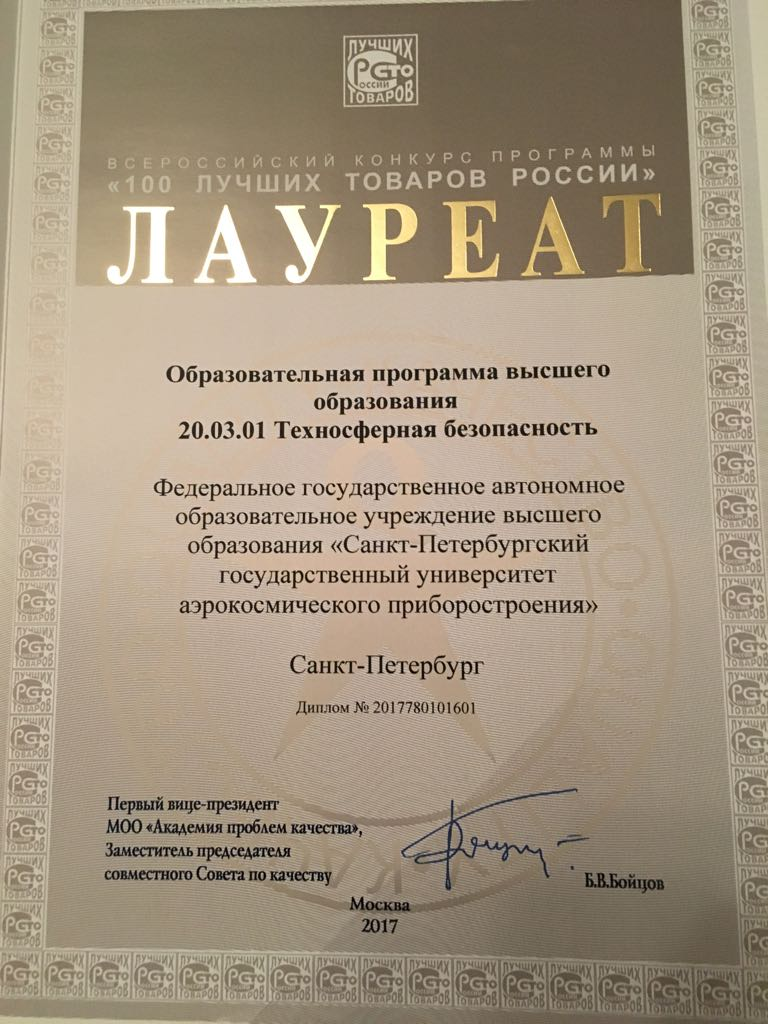 ЛУЧШИХ
РGТо
РОССИИ
ТОВАРОВ
ВСЕРОССИЙСКИЙ КОНКУРС ПРОГРАММЫ
«100 ЛУЧШИХ ТОВАРОВ РОССИИ»
ЛАУРЕАТ
Образовательная программа высшего
образования
20.03.01 Техносферная безопасность
Федеральное государственное автономное
образовательное учреждение высшего
образования «Санкт-Петербургский
государственный университет
аэрокосмического приборостроения»
Санкт-Петербург
Диплом № 2017780101601
Первый вице-президент
МОО «Академия проблем качества»,
Заместитель председателя
совместного Совета по качеству
Б.В.Бойцов
Москва
2017